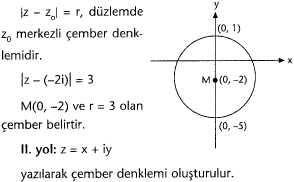 |z – z₀| = r, düzlemde
z₀ merkezli çember denk-
lemidir.
|z – (–2i)| = 3
M(0, –2) ve r = 3 olan
çember belirtir.
II. yol: z = x + iy
yazılarak çember denklemi oluşturulur.
y
(0, 1)
x
M
(0, –2)
(0, –5)